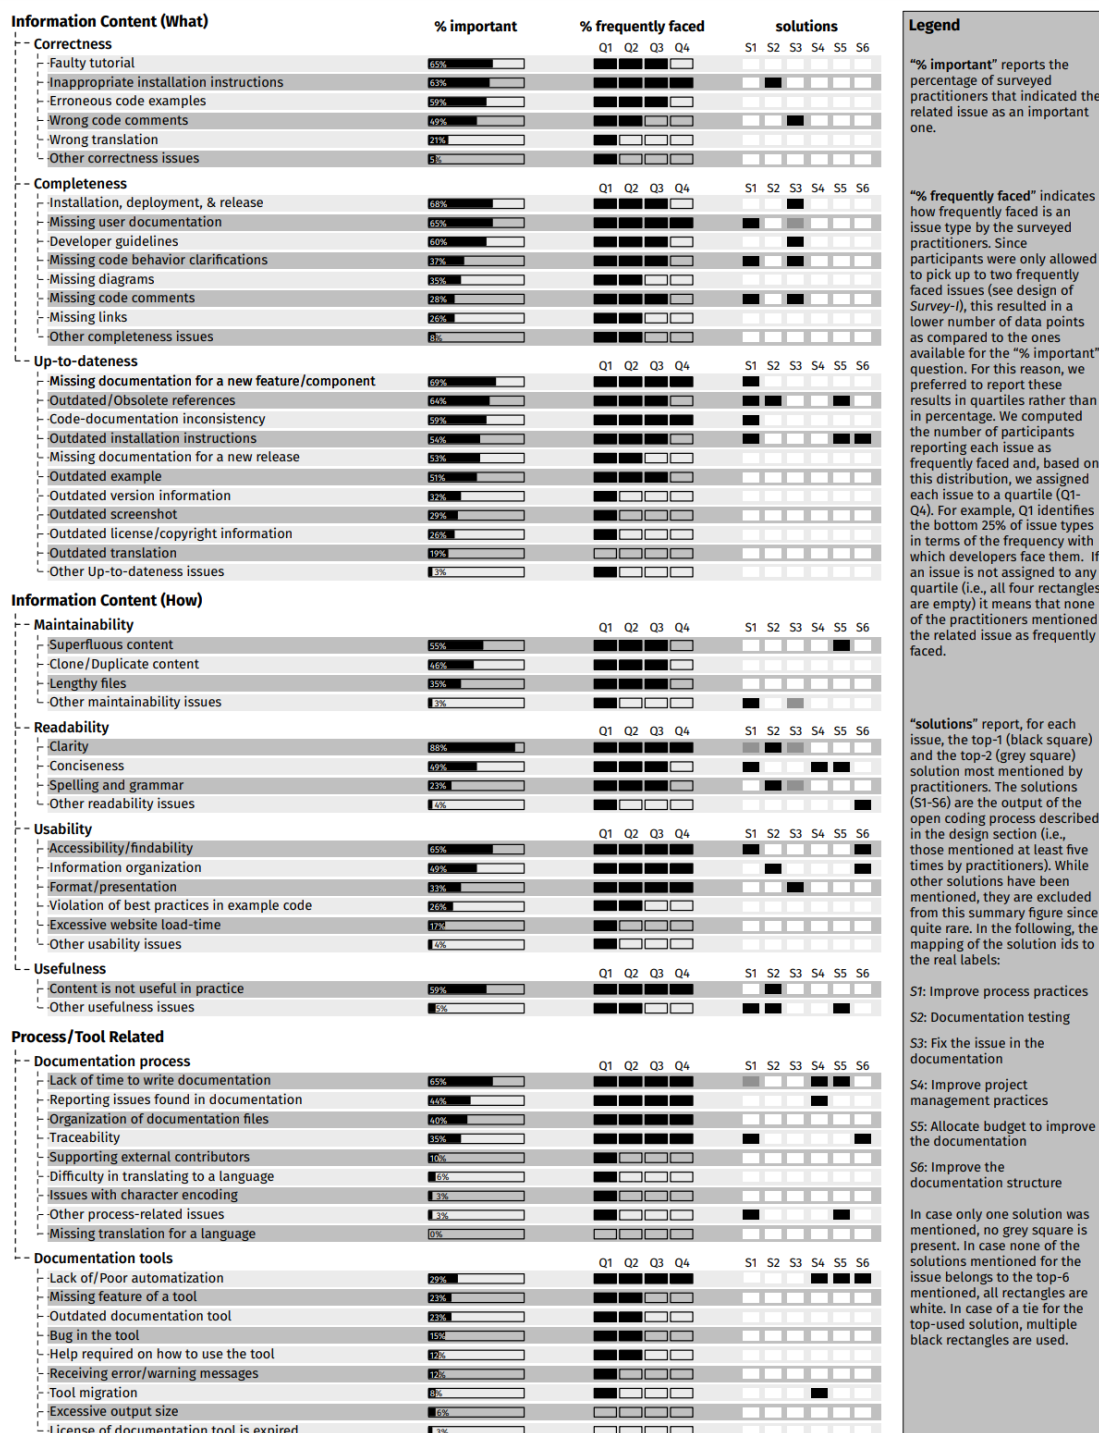 Information Content (What)
% important
% frequently faced
solutions
Correctness
Q1 Q2 Q3 Q4
S1 S2 S3 S4 S5 S6
Faulty tutorial
65%
Inappropriate installation instructions
63%
Erroneous code examples
59%
Wrong code comments
49%
Wrong translation
21%
Other correctness issues
5%
Completeness
Q1 Q2 Q3 Q4
S1 S2 S3 S4 S5 S6
Installation, deployment, & release
68%
Missing user documentation
65%
Developer guidelines
60%
Missing code behavior clarifications
37%
Missing diagrams
35%
Missing code comments
28%
Missing links
26%
Other completeness issues
8%
Up-to-dateness
Q1 Q2 Q3 Q4
S1 S2 S3 S4 S5 S6
Missing documentation for a new feature/component
69%
Outdated/Obsolete references
64%
Code-documentation inconsistency
59%
Outdated installation instructions
54%
Missing documentation for a new release
53%
Outdated example
51%
Outdated version information
32%
Outdated screenshot
29%
Outdated license/copyright information
26%
Outdated translation
19%
Other Up-to-dateness issues
3%
Information Content (How)
Maintainability
Q1 Q2 Q3 Q4
S1 S2 S3 S4 S5 S6
Superfluous content
55%
Clone/Duplicate content
46%
Lengthy files
35%
Other maintainability issues
3%
Readability
Q1 Q2 Q3 Q4
S1 S2 S3 S4 S5 S6
Clarity
88%
Conciseness
49%
Spelling and grammar
23%
Other readability issues
4%
Usability
Q1 Q2 Q3 Q4
S1 S2 S3 S4 S5 S6
Accessibility/findability
65%
Information organization
49%
Format/presentation
33%
Violation of best practices in example code
26%
Excessive website load-time
17%
Other usability issues
4%
Usefulness
Q1 Q2 Q3 Q4
S1 S2 S3 S4 S5 S6
Content is not useful in practice
59%
Other usefulness issues
5%
Process/Tool Related
Documentation process
Q1 Q2 Q3 Q4
S1 S2 S3 S4 S5 S6
Lack of time to write documentation
65%
Reporting issues found in documentation
44%
Organization of documentation files
40%
Traceability
35%
Supporting external contributors
10%
Difficulty in translating to a language
6%
Issues with character encoding
3%
Other process-related issues
3%
Missing translation for a language
0%
Documentation tools
Q1 Q2 Q3 Q4
S1 S2 S3 S4 S5 S6
Lack of/Poor automatization
29%
Missing feature of a tool
23%
Outdated documentation tool
23%
Bug in the tool
15%
Help required on how to use the tool
12%
Receiving error/warning messages
12%
Tool migration
8%
Excessive output size
6%
License of documentation tool is expired
3%
Legend
"% important" reports the
percentage of surveyed
practitioners that indicated the
related issue as an important
one.
"% frequently faced" indicates
how frequently faced is an
issue type by the surveyed
practitioners. Since
participants were only allowed
to pick up to two frequently
faced issues (see design of
Survey-I), this resulted in a
lower number of data points
as compared to the ones
available for the "% important"
question. For this reason, we
preferred to report these
results in quartiles rather than
in percentage. We computed
the number of participants
reporting each issue as
frequently faced and, based on
this distribution, we assigned
each issue to a quartile (Q1-
Q4). For example, Q1 identifies
the bottom 25% of issue types
in terms of the frequency with
which developers face them. If
an issue is not assigned to any
quartile (i.e., all four rectangles
are empty) it means that none
of the practitioners mentioned
the related issue as frequently
faced.
"solutions" report, for each
issue, the top-1 (black square)
and the top-2 (grey square)
solution most mentioned by
practitioners. The solutions
(S1-S6) are the output of the
open coding process described
in the design section (i.e.,
those mentioned at least five
times by practitioners). While
other solutions have been
mentioned, they are excluded
from this summary figure since
quite rare. In the following, the
mapping of the solution ids to
the real labels:
S1: Improve process practices
S2: Documentation testing
S3: Fix the issue in the
documentation
S4: Improve project
management practices
S5: Allocate budget to improve
the documentation
S6: Improve the
documentation structure
In case only one solution was
mentioned, no grey square is
present. In case none of the
solutions mentioned for the
issue belongs to the top-6
mentioned, all rectangles are
white. In case of a tie for the
top-used solution, multiple
black rectangles are used.